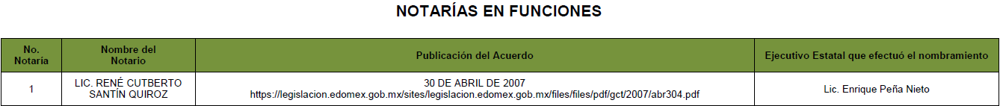 NOTARÍAS EN FUNCIONES
No.
Notaría
Nombre del
Notario
Publicación del Acuerdo
Ejecutivo Estatal que efectuó el nombramiento
1
LIC. RENÉ CUTBERTO
SANTÍN QUIROZ
30 DE ABRIL DE 2007
https://legislacion.edomex.gob.mx/sites/legislacion.edomex.gob.mx/files/files/pdf/gct/2007/abr304.pdf
Lic. Enrique Peña Nieto